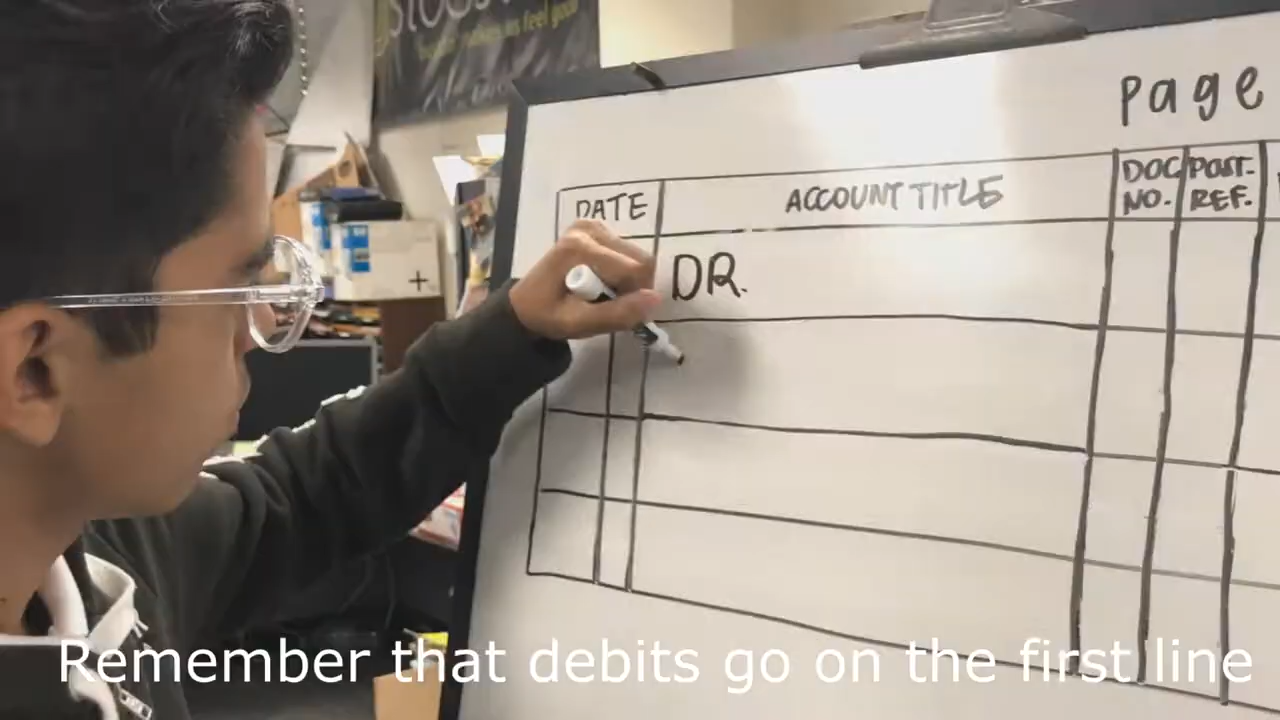 Page
DATE ACCOUNT TITLE DOC NO. POST. REF.
DR.
Remember that debits go on the first line